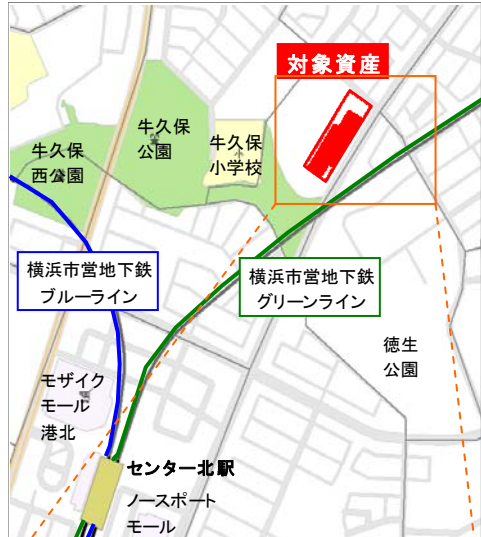 対象資産
牛久保
公園
牛久保
小学校
牛久保
西公園
横浜市営地下鉄
ブルーライン
横浜市営地下鉄
グリーンライン
徳生
公園
モザイク
モール
港北
センター北駅
ノースポート
モール